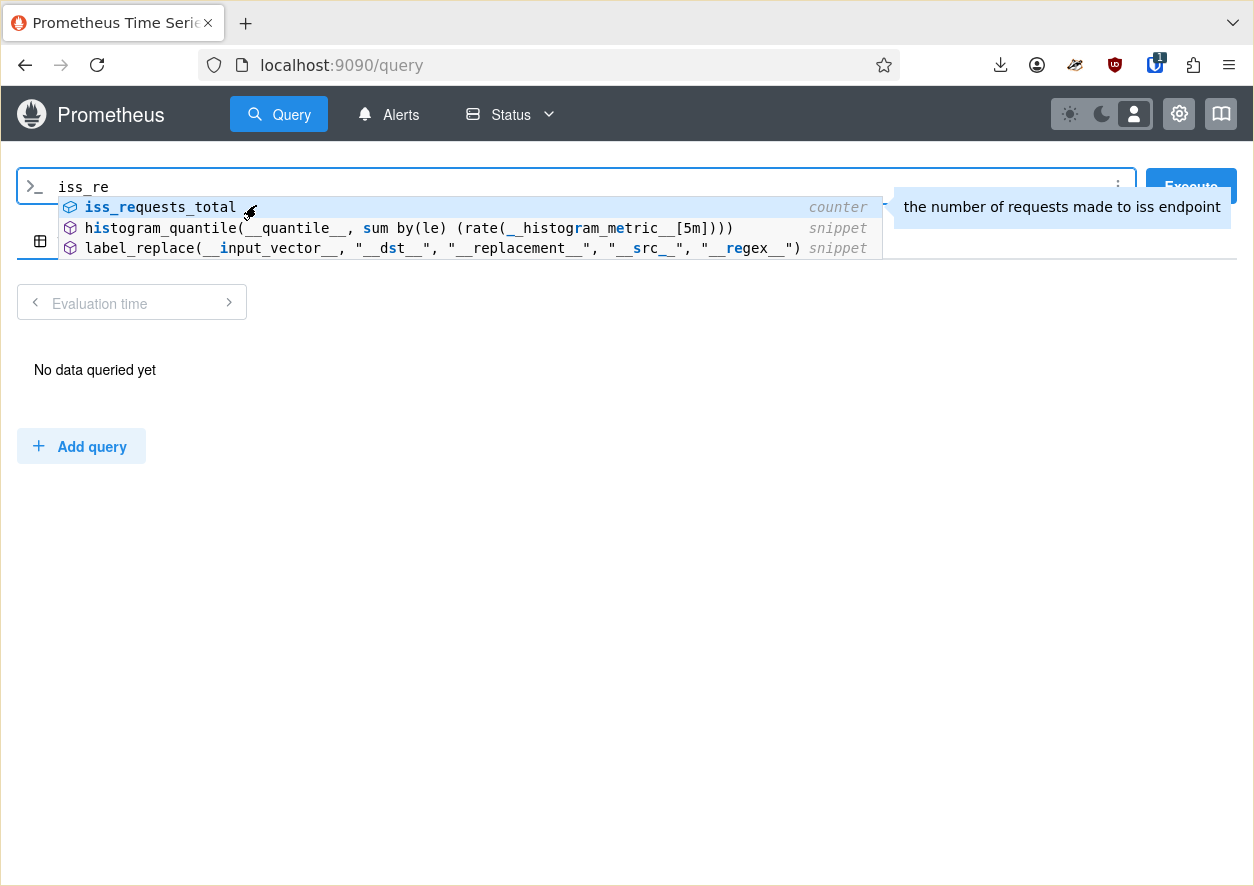 Prometheus Time Serie
localhost:9090/query
1
Prometheus
Query
Alerts
Status
>_ iss_re
iss_requests_total counter
the number of requests made to iss endpoint
histogram_quantile(__quantile__, sum by(le) (rate(__histogram_metric__[5m]))) snippet
label_replace(__input_vector__, "__dst__", "__replacement__", "__src__", "__regex__") snippet
Evaluation time
No data queried yet
+ Add query